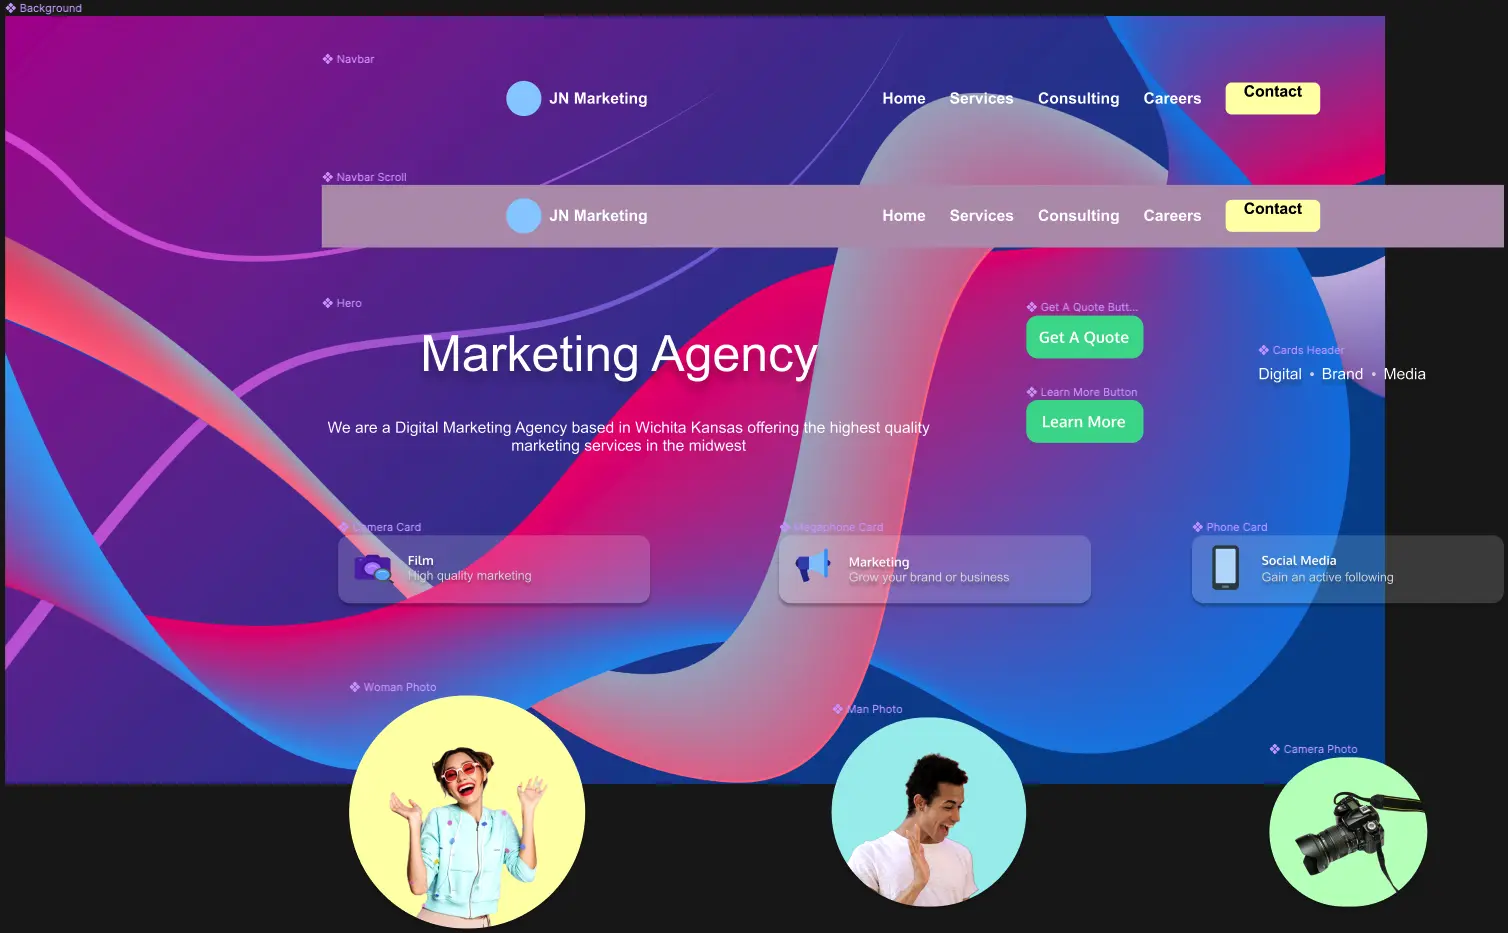 Background
Navbar
JN Marketing
Home Services Consulting Careers Contact
Navbar Scroll
JN Marketing
Home Services Consulting Careers Contact
Hero
Marketing Agency
We are a Digital Marketing Agency based in Wichita Kansas offering the highest quality
marketing services in the midwest
Get A Quote Butt...
Get A Quote
Learn More Button
Learn More
Cards Header
Digital • Brand • Media
Camera Card
Film
High quality marketing
Megaphone Card
Marketing
Grow your brand or business
Phone Card
Social Media
Gain an active following
Woman Photo
Man Photo
Camera Photo